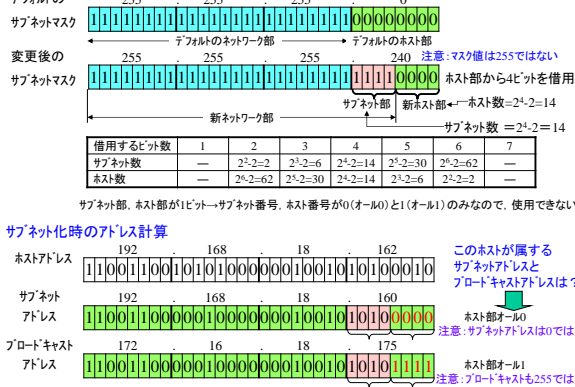 デフォルトの 255 . 255 . 255 . 0
サブネットマスク 11111111111111111111111100000000
デフォルトのネットワーク部 デフォルトのホスト部
変更後の 255 . 255 . 255 . 240 注意:マスク値は255ではない
サブネットマスク 11111111111111111111111111110000 ホスト部から4ビットを借用
サブネット部 新ホスト部 ホスト数=2⁴-2=14
新ネットワーク部 サブネット数 =2⁴-2=14
借用するビット数 1 2 3 4 5 6 7
サブネット数 — 2²-2=2 2³-2=6 2⁴-2=14 2⁵-2=30 2⁶-2=62 —
ホスト数 — 2⁶-2=62 2⁵-2=30 2⁴-2=14 2³-2=6 2²-2=2 —
サブネット部,ホスト部が1ビット→サブネット番号,ホスト番号が0(オール0)と1(オール1)のみなので,使用できない
サブネット化時のアドレス計算
192 . 168 . 18 . 162
ホストアドレス 11001100101010000001001010100010
このホストが属する
サブネットアドレスと
ブロードキャストアドレスは?
サブネット 192 . 168 . 18 . 160
アドレス 11001100000100000001001010100000 ホスト部オール0
注意:サブネットアドレスは0では
ブロードキャスト 172 . 16 . 18 . 175
アドレス 11001100000100000001001010101111 ホスト部オール1
注意:ブロードキャストも255では